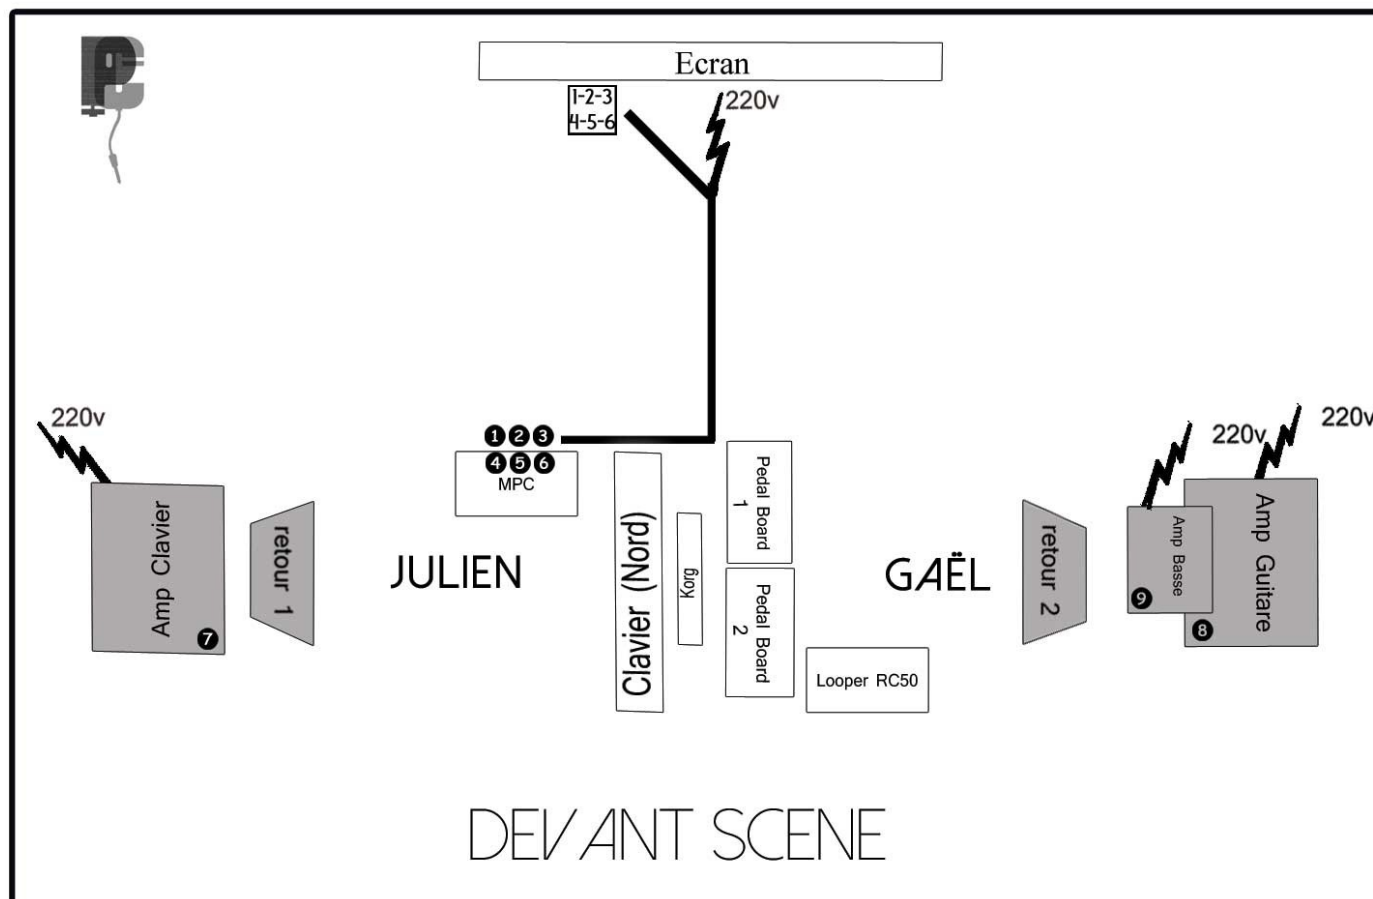 Ecran
1-2-3
4-5-6
220v
220v
1 2 3
4 5 6
MPC
220v
220v
Amp Clavier
7
retour 1
JULIEN
Clavier (Nord)
Korg
Pedal Board
1
Pedal Board
2
GAËL
Looper RC50
retour 2
Amp Basse
9
Amp Guitare
8
DEVANT SCENE